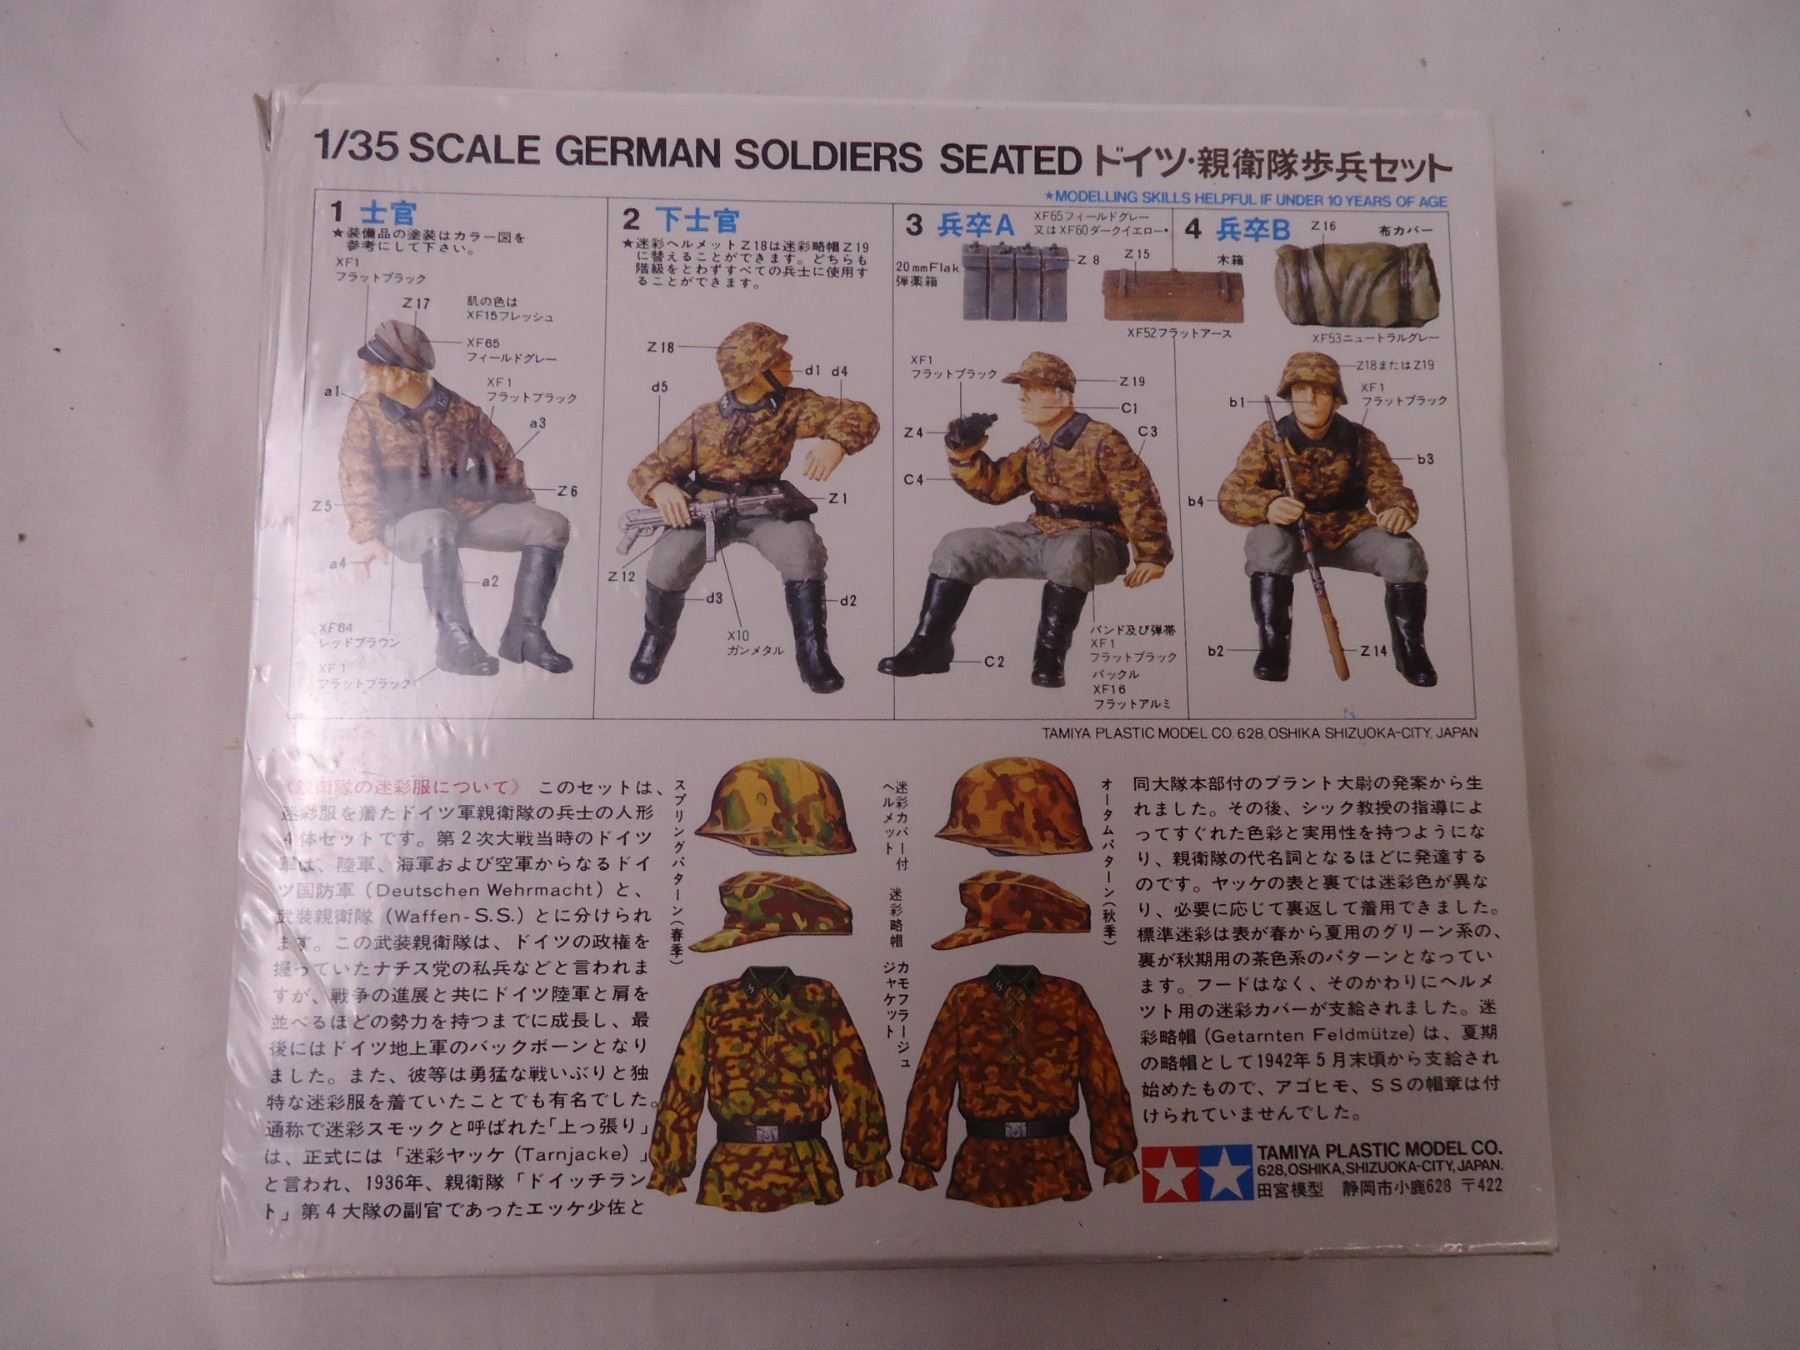 1/35 SCALE GERMAN SOLDIERS SEATED ドイツ・親衛隊歩兵セット
★MODELLING SKILLS HELPFUL IF UNDER 10 YEARS OF AGE
1 士官
★装備品の塗装はカラー図を
参考にして下さい。
XF1
フラットブラック
Z17
肌の色は
XF15フレッシュ
XF65
フィールドグレー
a1
XF1
フラットブラック
a3
Z5
Z6
a4
a2
XF64
レッドブラウン
XF1
フラットブラック
2 下士官
★迷彩ヘルメットZ18は迷彩略帽Z19
に替えることができます。どちらも
階級をとわずすべての兵士に使用す
ることができます。
Z18
d1 d4
d5
Z1
Z12
d3
d2
X10
ガンメタル
3 兵卒A
XF65フィールドグレー
又はXF60ダークイエロー
20mmFlak
弾薬箱
Z8
Z15
XF52フラットアース
XF1
フラットブラック
Z19
C1
Z4
C3
C4
C2
バンド及び弾帯
XF1
フラットブラック
バックル
XF16
フラットアルミ
4 兵卒B
Z16
布カバー
木箱
XF53ニュートラルグレー
Z18またはZ19
XF1
フラットブラック
b1
b3
b4
b2
Z14
TAMIYA PLASTIC MODEL CO. 628, OSHIKA SHIZUOKA-CITY, JAPAN
《親衛隊の迷彩服について》 このセットは、
迷彩服を着たドイツ軍親衛隊の兵士の人形
4体セットです。第2次大戦当時のドイツ
軍は、陸軍、海軍および空軍からなるドイ
ツ国防軍（Deutschen Wehrmacht）と、
武装親衛隊（Waffen-S.S.）とに分けられ
ます。この武装親衛隊は、ドイツの政権を
握っていたナチス党の私兵などと言われま
すが、戦争の進展と共にドイツ陸軍と肩を
並べるほどの勢力を持つまでに成長し、最
後にはドイツ地上軍のバックボーンとなり
ました。また、彼等は勇猛な戦いぶりと独
特な迷彩服を着ていたことでも有名でした。
通称で迷彩スモックと呼ばれた「上っ張り」
は、正式には「迷彩ヤッケ（Tarnjacke）」
と言われ、1936年、親衛隊「ドイッチラン
ト」第4大隊の副官であったエッケ少佐と
スプリングパターン（春季）
迷彩カバー付
ヘルメット
迷彩略帽
カモフラージュ
ジャケット
オータムパターン（秋季）
同大隊本部付のブラント大尉の発案から生
れました。その後、シック教授の指導によ
ってすぐれた色彩と実用性を持つようにな
り、親衛隊の代名詞となるほどに発達する
のです。ヤッケの表と裏では迷彩色が異な
り、必要に応じて裏返して着用できました。
標準迷彩は表が春から夏用のグリーン系の、
裏が秋期用の茶色系のパターンとなってい
ます。フードはなく、そのかわりにヘルメ
ット用の迷彩カバーが支給されました。迷
彩略帽（Getarnten Feldmütze）は、夏期
の略帽として1942年5月末頃から支給され
始めたもので、アゴヒモ、SSの帽章は付
けられていませんでした。
TAMIYA PLASTIC MODEL CO.
628, OSHIKA, SHIZUOKA-CITY, JAPAN.
田宮模型 静岡市小鹿628 〒422